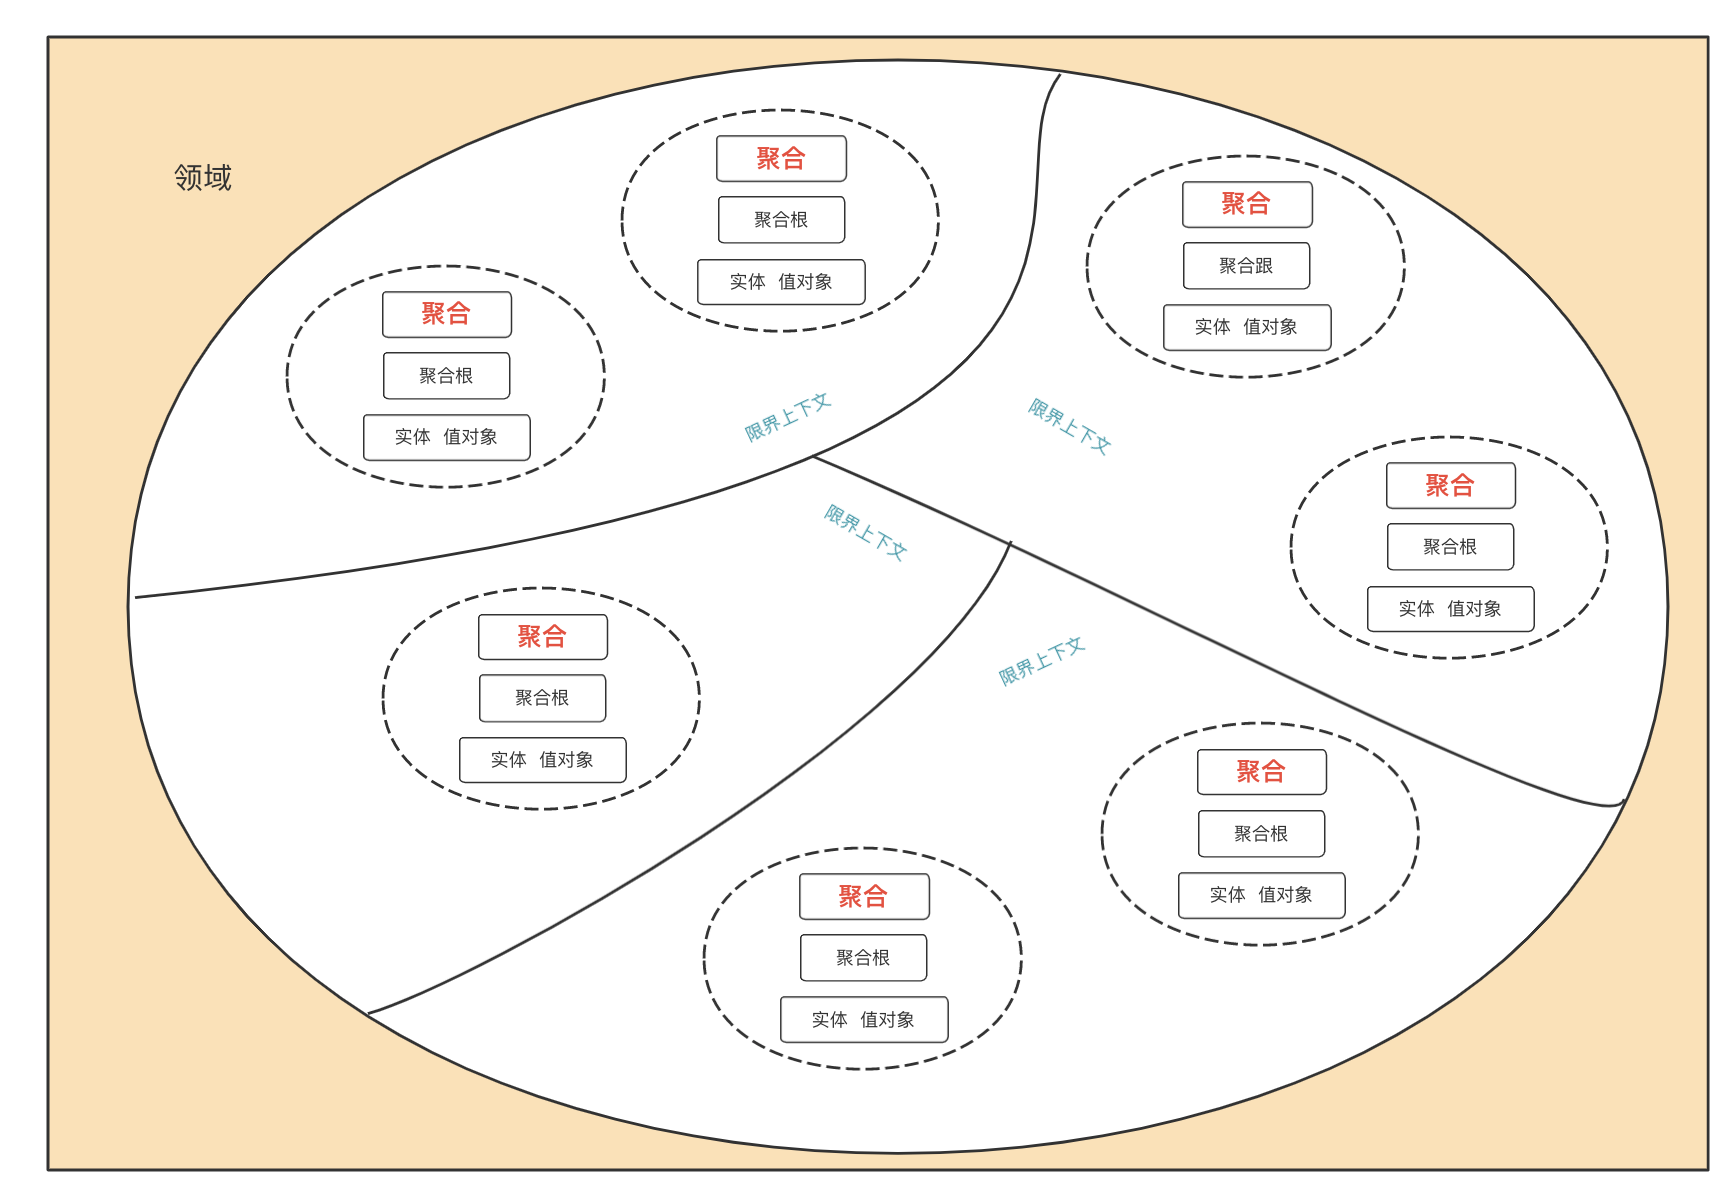 领域
聚合
聚合根
实体 值对象
聚合
聚合根
实体 值对象
限界上下文
聚合
聚合跟
实体 值对象
限界上下文
聚合
聚合根
实体 值对象
限界上下文
聚合
聚合根
实体 值对象
限界上下文
聚合
聚合根
实体 值对象
聚合
聚合根
实体 值对象